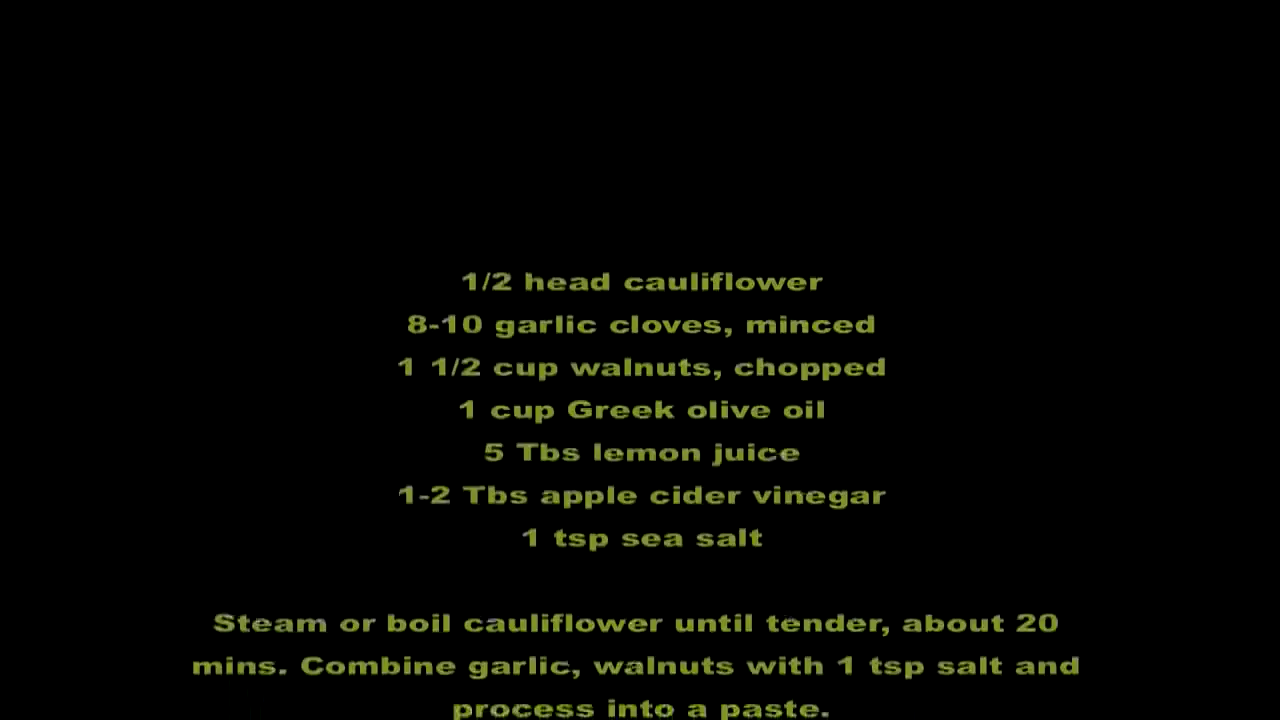 1/2 head cauliflower
8-10 garlic cloves, minced
1 1/2 cup walnuts, chopped
1 cup Greek olive oil
5 Tbs lemon juice
1-2 Tbs apple cider vinegar
1 tsp sea salt
Steam or boil cauliflower until tender, about 20
mins. Combine garlic, walnuts with 1 tsp salt and
process into a paste.